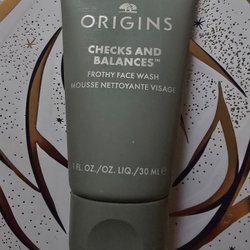 ORIGINS
CHECKS AND
BALANCES™
FROTHY FACE WASH
MOUSSE NETTOYANTE VISAGE
1 FL.OZ./OZ. LIQ./30 ML ℮